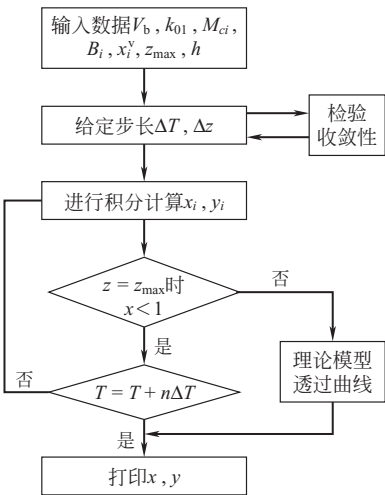 输入数据V_b , k_01 , M_ci ,
B_i , x_i^v , z_max , h
给定步长ΔT , Δz
检验
收敛性
进行积分计算x_i , y_i
z = z_max时
x < 1
否
是
理论模型
透过曲线
否
T = T + nΔT
是
打印x , y